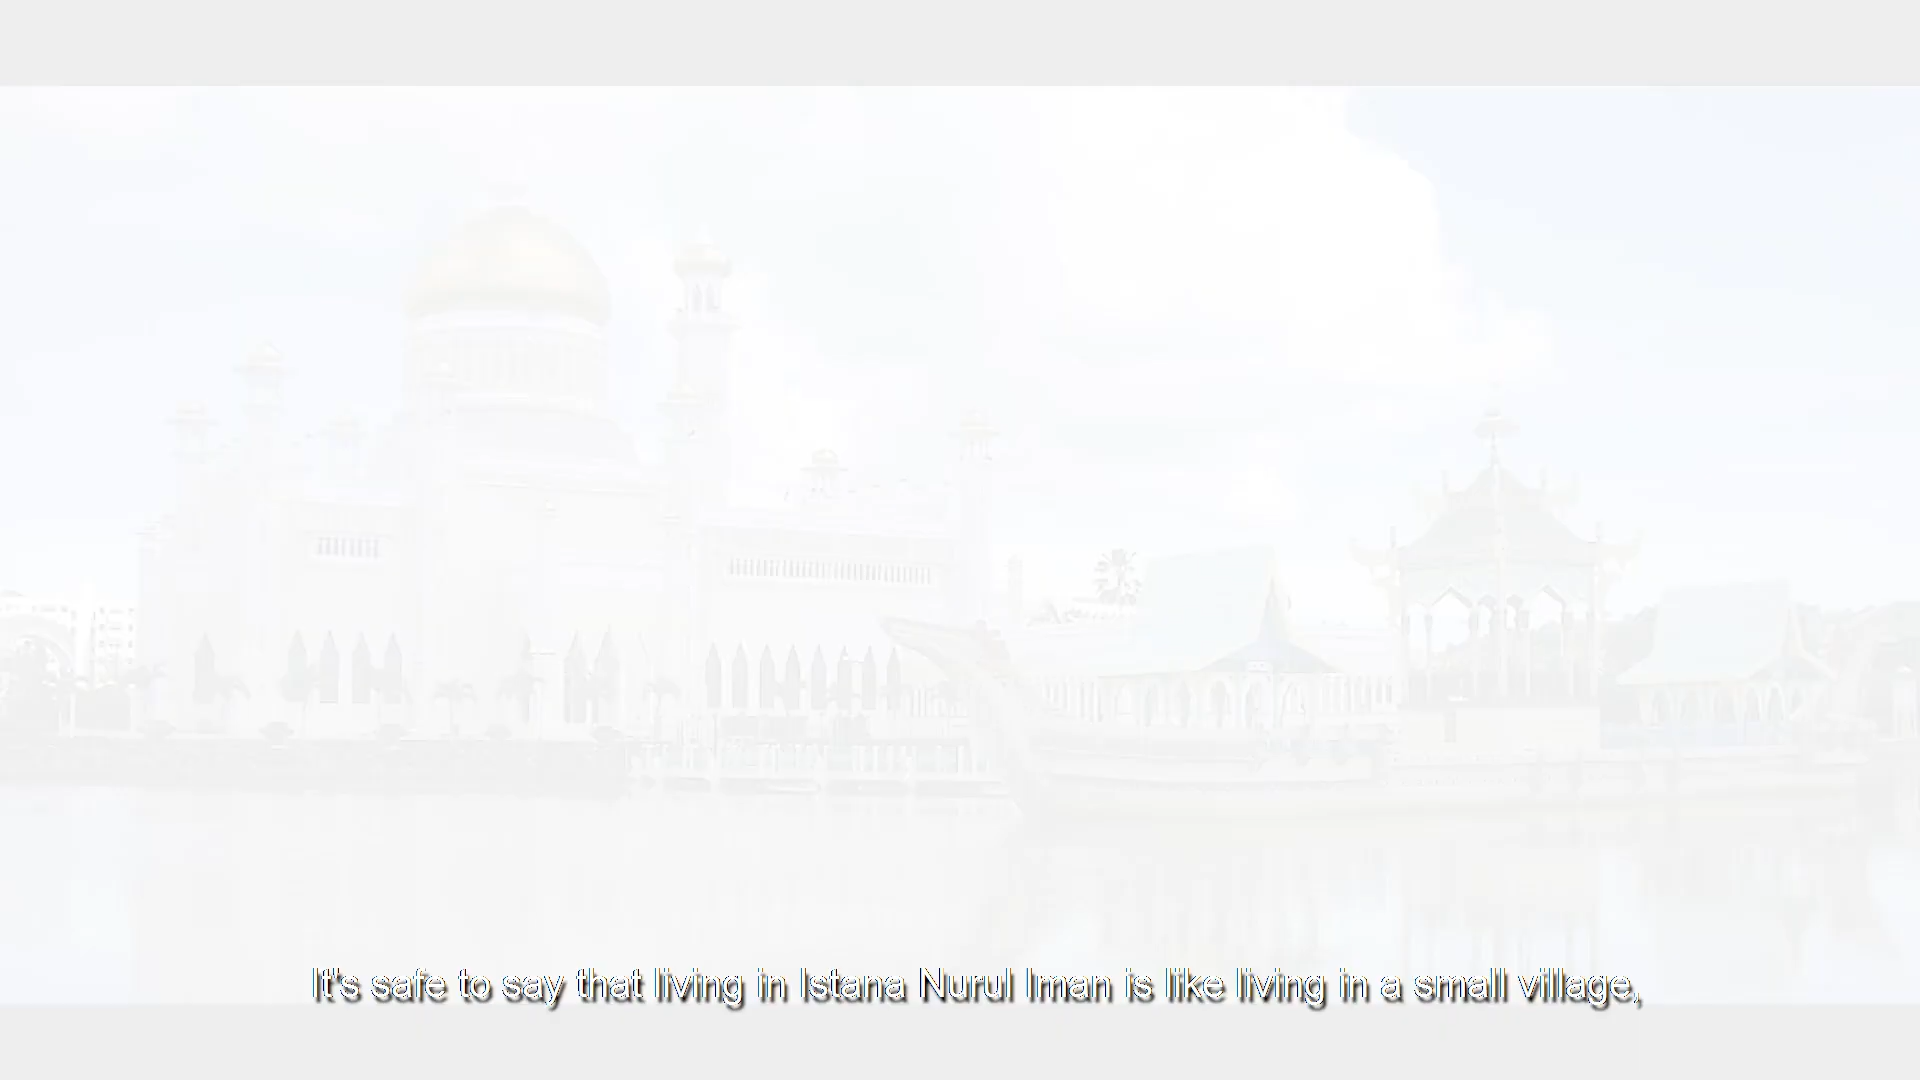 It's safe to say that living in Istana Nurul Iman is like living in a small village,